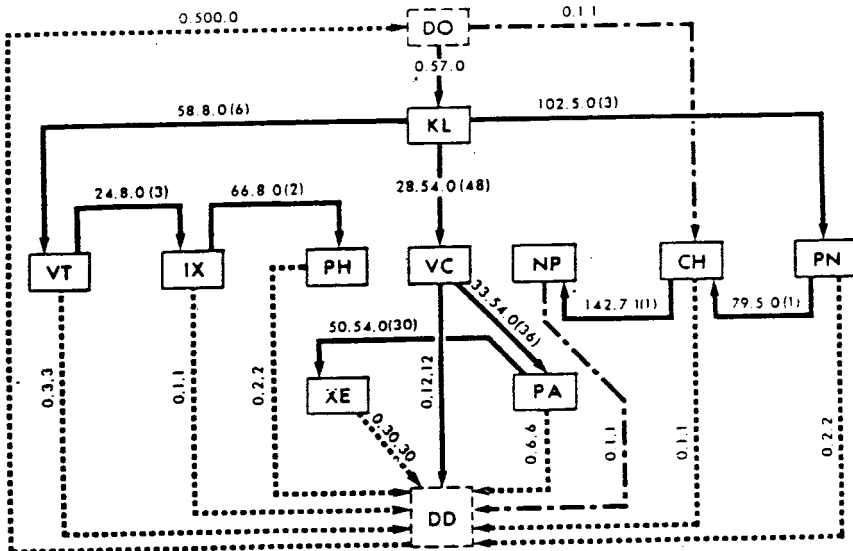 0.500.0
DO
0.1 1
0.57.0
58.8.0(6)
KL
102.5.0(3)
24.8.0(3)
66.8 0(2)
28.54.0(48)
VT
IX
PH
VC
NP
CH
PN
33.54.0(36)
142.7 1(1)
79.5 0(1)
50.54.0(30)
XE
PA
0.3.3
0.1.1
0.2.2
0.30.30
0.12.12
0.6.6
0.1.1
0.1.1
0.2.2
DD